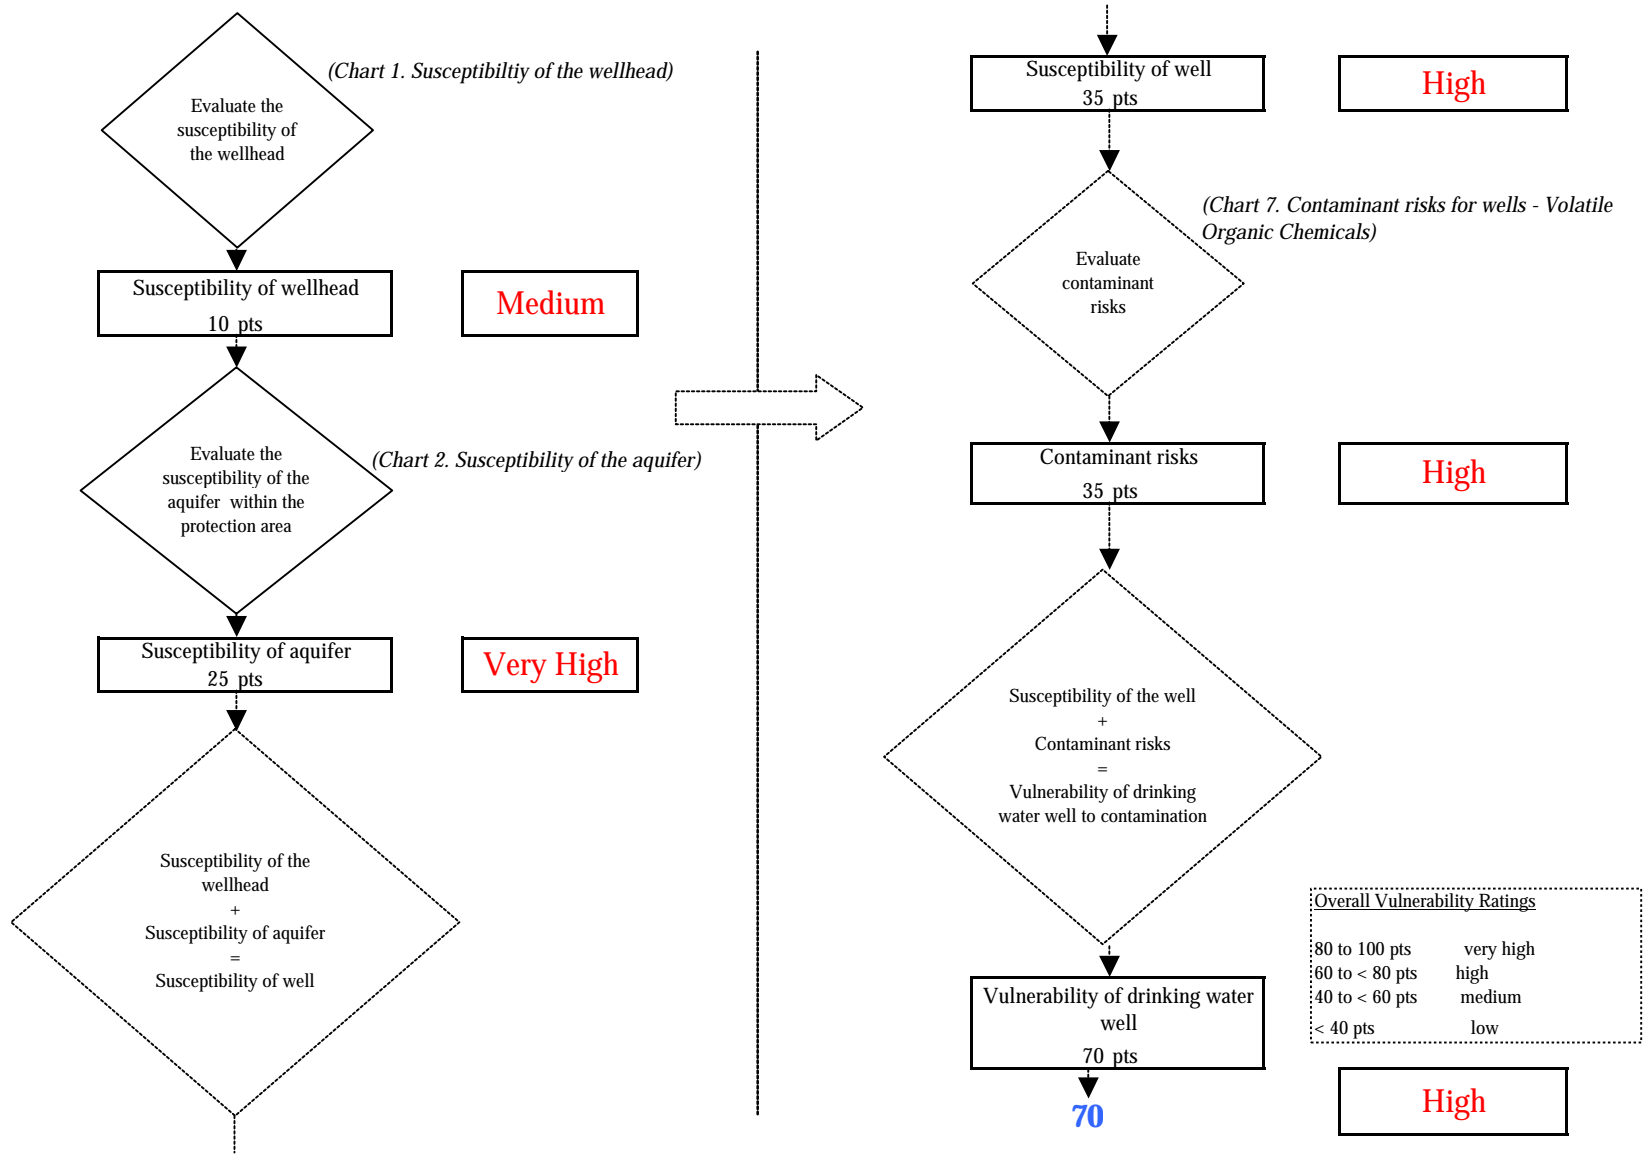 (Chart 1. Susceptibiltiy of the wellhead)
Evaluate the
susceptibility of
the wellhead
Susceptibility of wellhead
10 pts
Medium
Evaluate the
susceptibility of the
aquifer within the
protection area
(Chart 2. Susceptibility of the aquifer)
Susceptibility of aquifer
25 pts
Very High
Susceptibility of the
wellhead
+
Susceptibility of aquifer
=
Susceptibility of well
Susceptibility of well
35 pts
High
(Chart 7. Contaminant risks for wells - Volatile
Organic Chemicals)
Evaluate
contaminant
risks
Contaminant risks
35 pts
High
Susceptibility of the well
+
Contaminant risks
=
Vulnerability of drinking
water well to contamination
Overall Vulnerability Ratings
80 to 100 pts very high
60 to < 80 pts high
40 to < 60 pts medium
< 40 pts low
Vulnerability of drinking water
well
70 pts
70
High